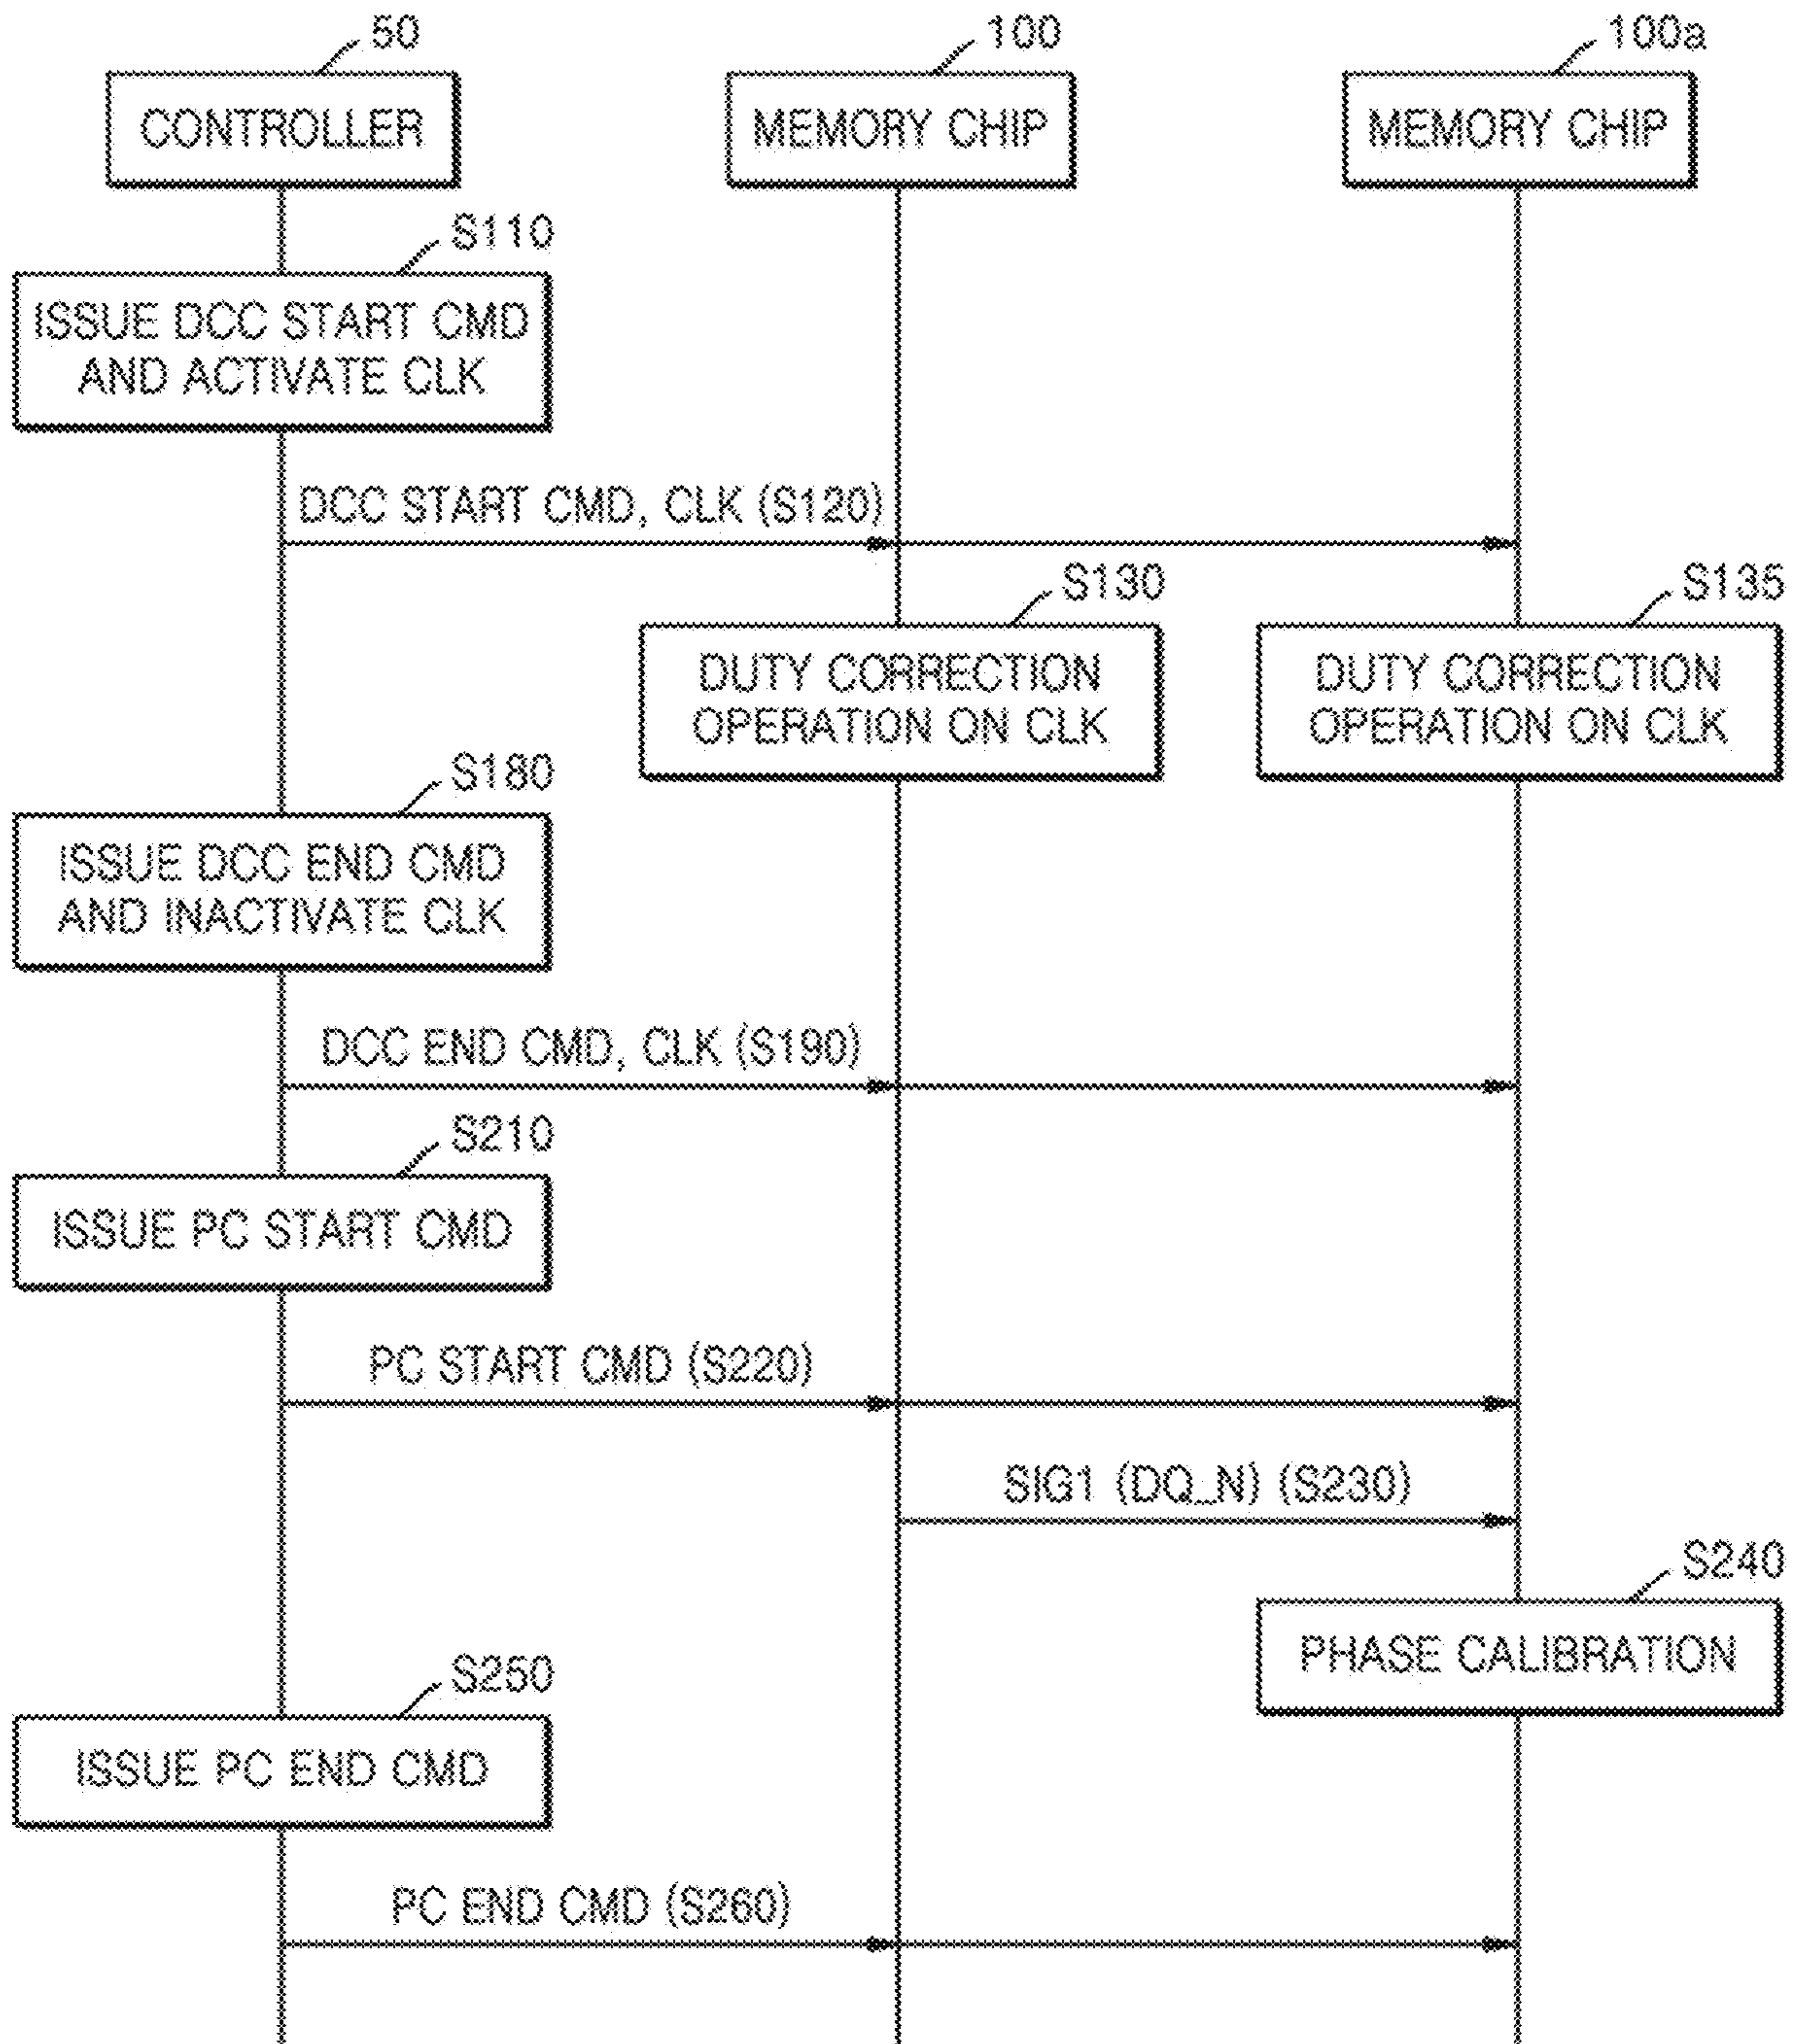 50
100
100a
CONTROLLER
MEMORY CHIP
MEMORY CHIP
S110
ISSUE DCC START CMD
AND ACTIVATE CLK
DCC START CMD, CLK (S120)
S130
S135
DUTY CORRECTION
OPERATION ON CLK
DUTY CORRECTION
OPERATION ON CLK
S180
ISSUE DCC END CMD
AND INACTIVATE CLK
DCC END CMD, CLK (S190)
S210
ISSUE PC START CMD
PC START CMD (S220)
SIG1 (DQ_N) (S230)
S240
PHASE CALIBRATION
S250
ISSUE PC END CMD
PC END CMD (S260)